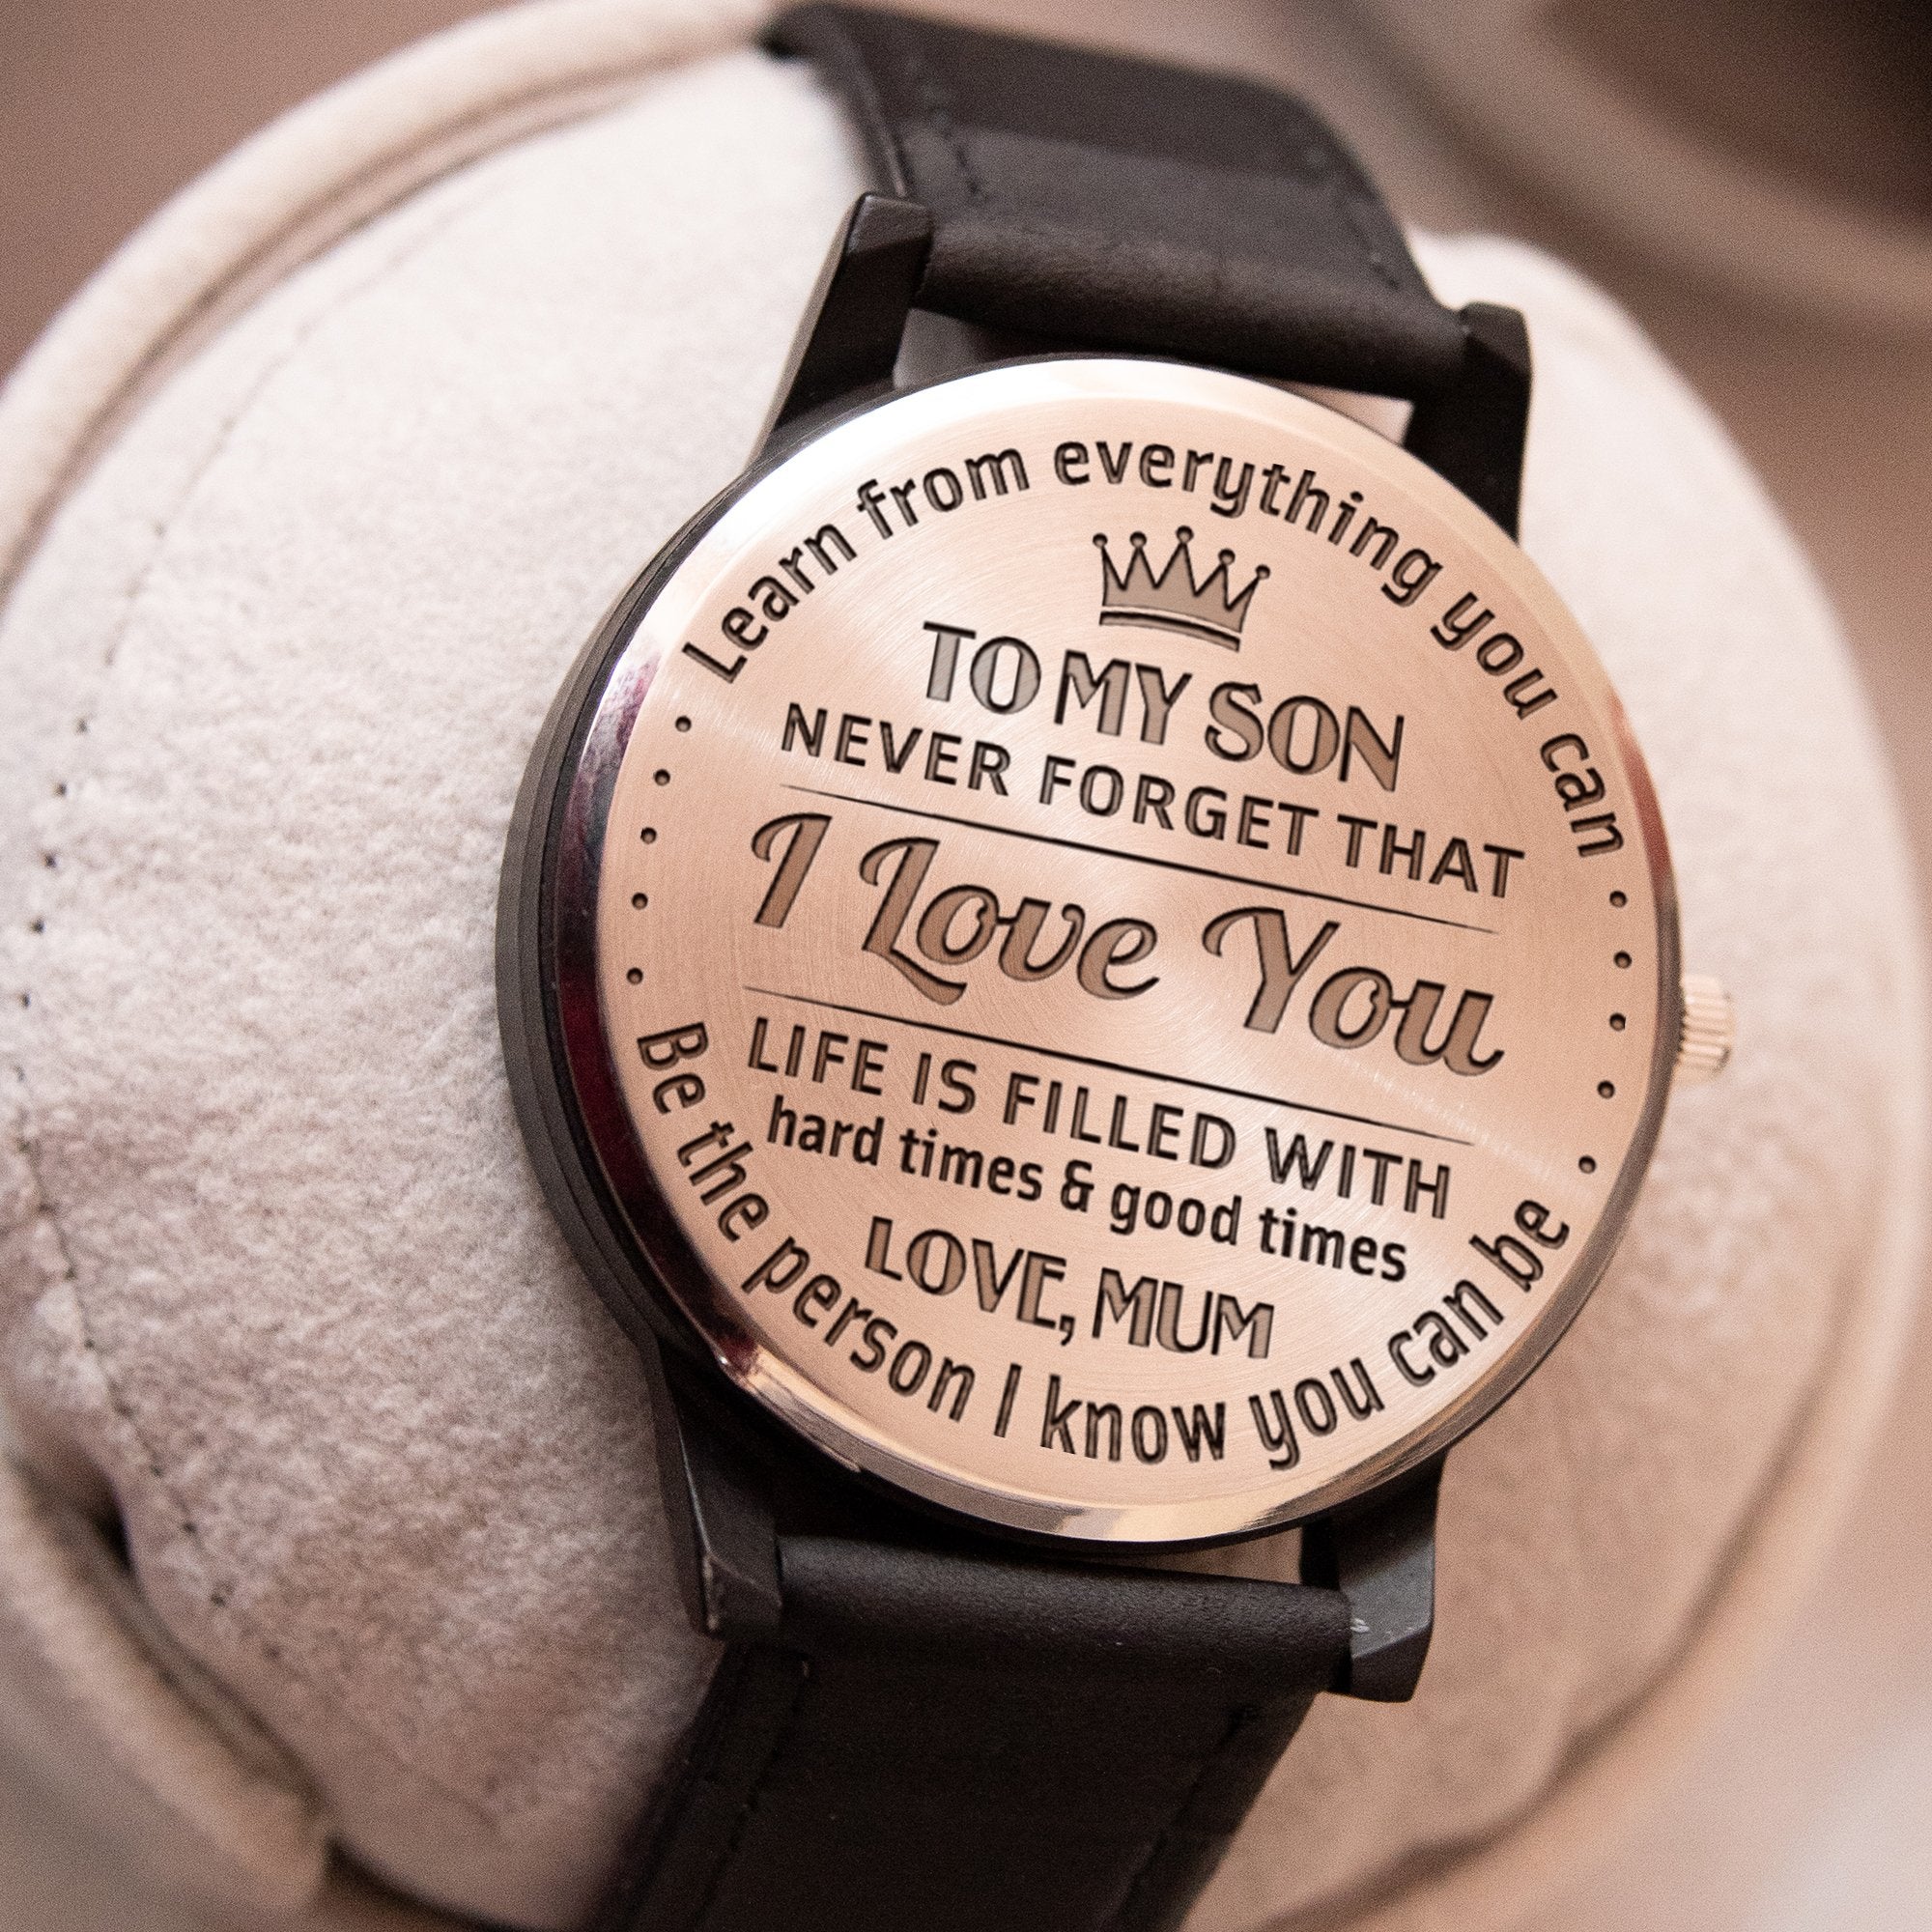 Learn from everything you can
TO MY SON
NEVER FORGET THAT
I Love You
LIFE IS FILLED WITH
hard times & good times
LOVE, MUM
Be the person I know you can be